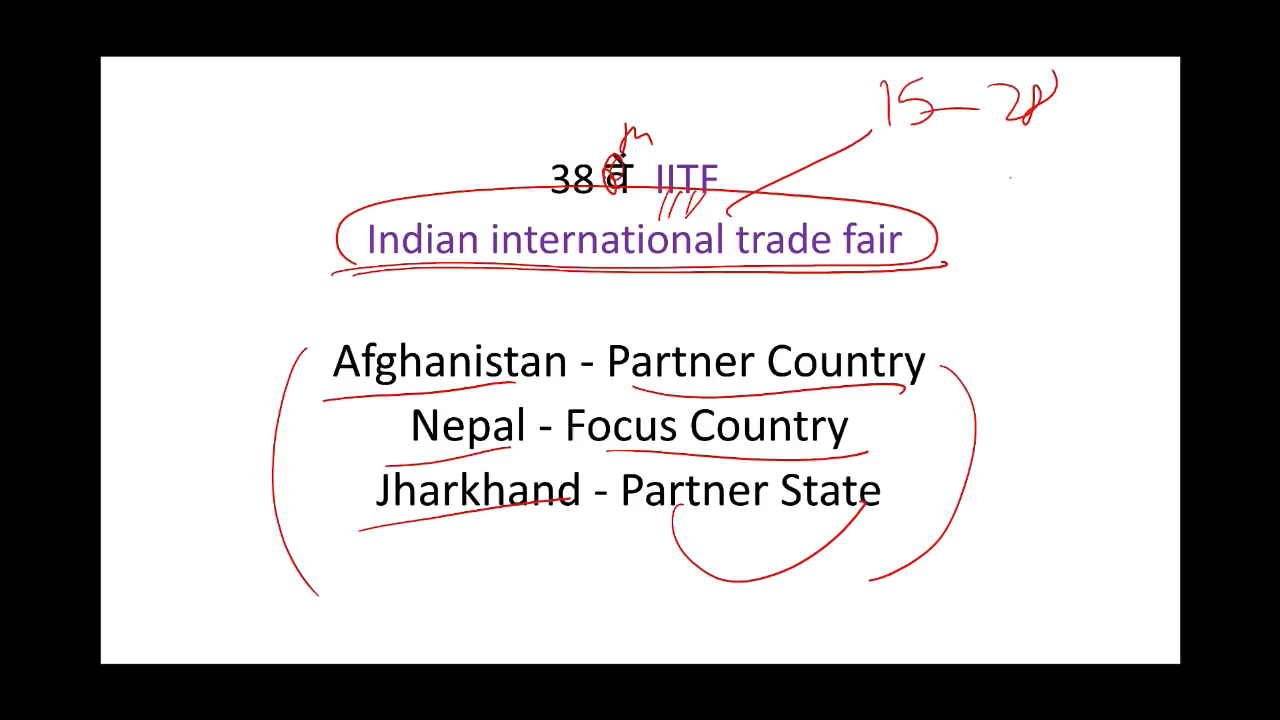 15 - 28
38 वें IITF
Indian international trade fair
Afghanistan - Partner Country
Nepal - Focus Country
Jharkhand - Partner State